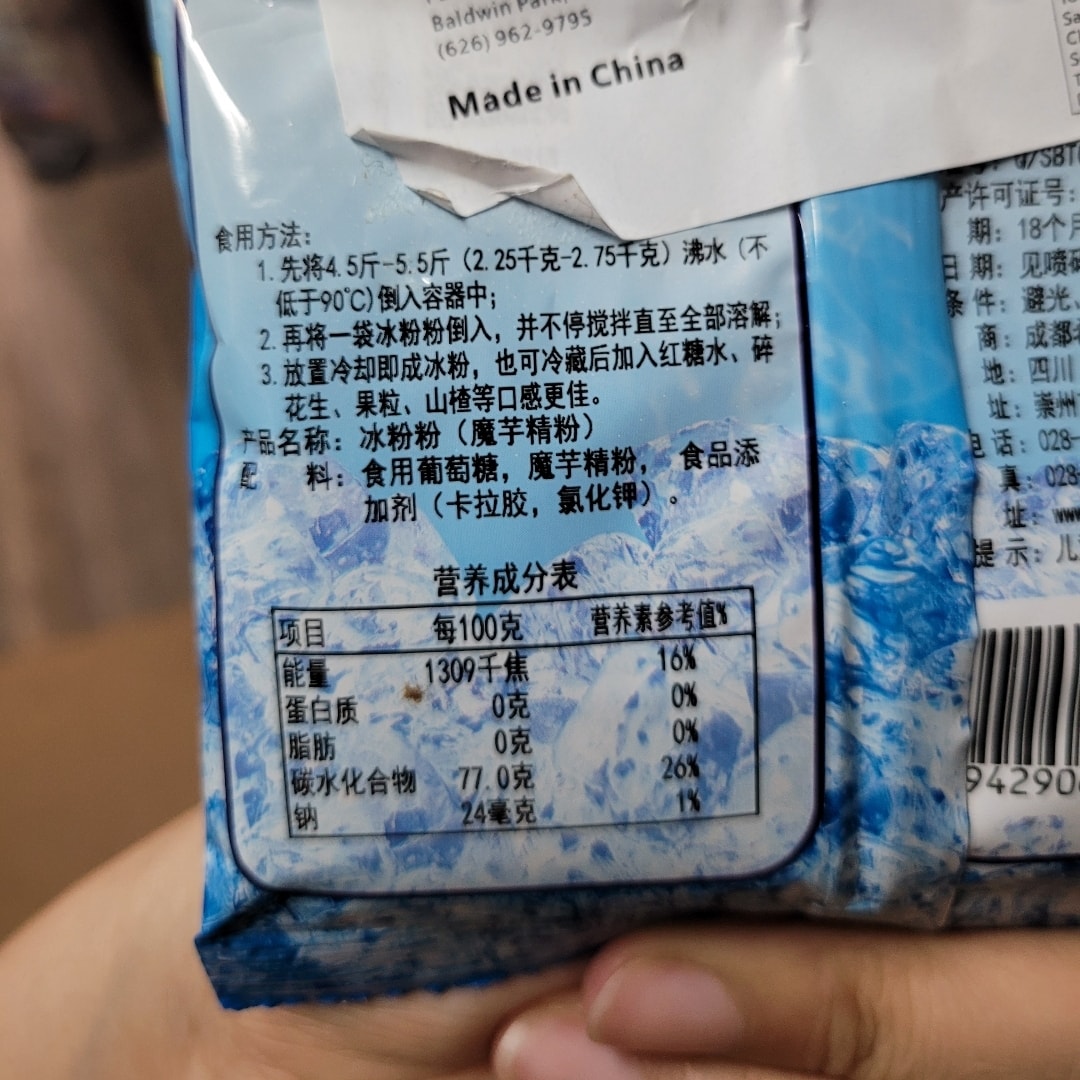 Baldwin Park,
(626) 962-9795
Made in China
食用方法：
1. 先将4.5斤-5.5斤（2.25千克-2.75千克）沸水（不
低于90℃）倒入容器中；
2. 再将一袋冰粉粉倒入，并不停搅拌直至全部溶解；
3. 放置冷却即成冰粉，也可冷藏后加入红糖水、碎
花生、果粒、山楂等口感更佳。
产品名称：冰粉粉（魔芋精粉）
配 料：食用葡萄糖，魔芋精粉， 食品添
加剂（卡拉胶，氯化钾）。
营养成分表
项目 每100克 营养素参考值%
能量 1309千焦 16%
蛋白质 0克 0%
脂肪 0克 0%
碳水化合物 77.0克 26%
钠 24毫克 1%
Q/SBT
产许可证号：
期：18个月
日期：见喷码
条件：避光、
商：成都
地：四川
址：崇州
电话：028-
真：028
址：www
提示：儿
94290